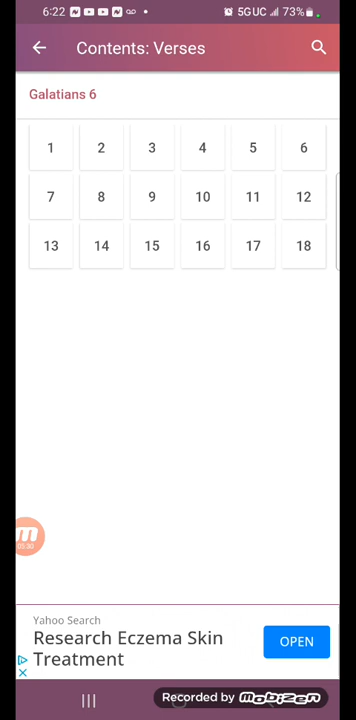 6:22 5GUC 73%
Contents: Verses
Galatians 6
1 2 3 4 5 6
7 8 9 10 11 12
13 14 15 16 17 18
Yahoo Search
Research Eczema Skin
Treatment
OPEN
Recorded by mobizen